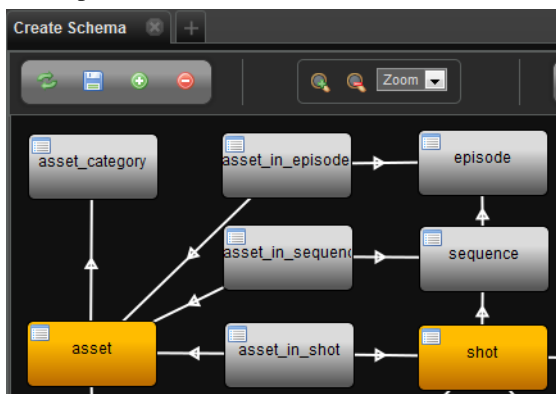 Create Schema
Zoom
asset_category
asset_in_episode
episode
asset_in_sequenc
sequence
asset
asset_in_shot
shot